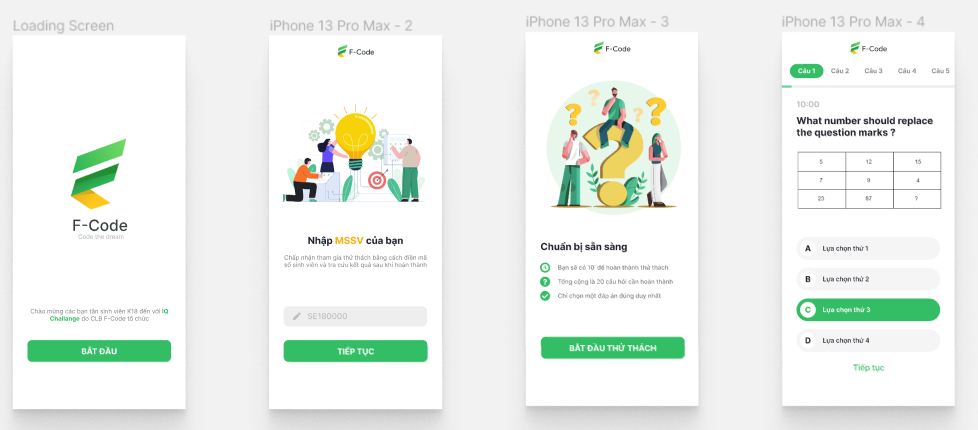 Loading Screen
F-Code
Code the dream
Chào mừng các bạn tân sinh viên K18 đến với IQ
Challange do CLB F-Code tổ chức
BẮT ĐẦU
iPhone 13 Pro Max - 2
F-Code
Nhập MSSV của bạn
Chấp nhận tham gia thử thách bằng cách điền mã
số sinh viên và tra cứu kết quả sau khi hoàn thành
SE180000
TIẾP TỤC
iPhone 13 Pro Max - 3
F-Code
Chuẩn bị sẵn sàng
Bạn sẽ có 10' để hoàn thành thử thách
Tổng cộng là 20 câu hỏi cần hoàn thành
Chỉ chọn một đáp án đúng duy nhất
BẮT ĐẦU THỬ THÁCH
iPhone 13 Pro Max - 4
F-Code
Câu 1 Câu 2 Câu 3 Câu 4 Câu 5
10:00
What number should replace
the question marks ?
5 12 15
7 9 4
23 67 ?
A Lựa chọn thứ 1
B Lựa chọn thứ 2
C Lựa chọn thứ 3
D Lựa chọn thứ 4
Tiếp tục